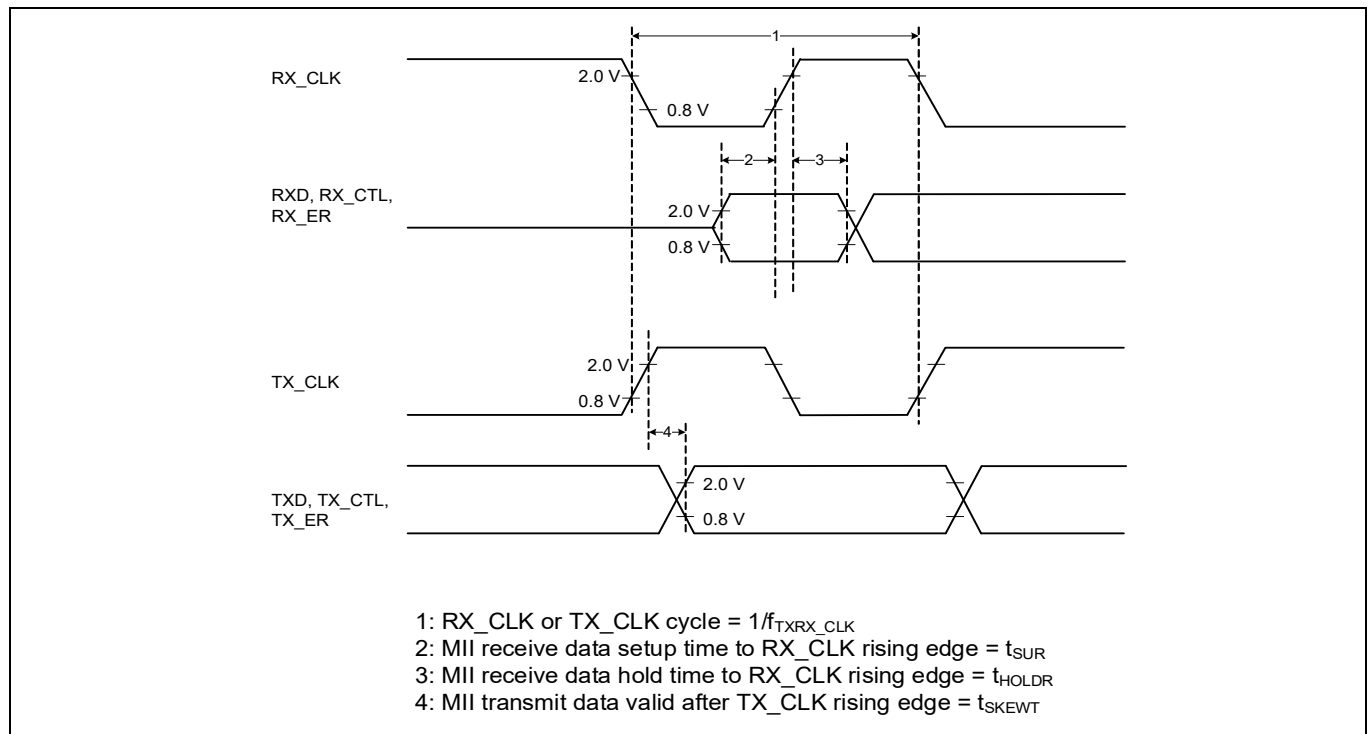 1
RX_CLK
2.0 V
0.8 V
2
3
RXD, RX_CTL,
RX_ER
2.0 V
0.8 V
TX_CLK
2.0 V
0.8 V
4
TXD, TX_CTL,
TX_ER
2.0 V
0.8 V
1: RX_CLK or TX_CLK cycle = 1/fTXRX_CLK
2: MII receive data setup time to RX_CLK rising edge = tSUR
3: MII receive data hold time to RX_CLK rising edge = tHOLDR
4: MII transmit data valid after TX_CLK rising edge = tSKEWT